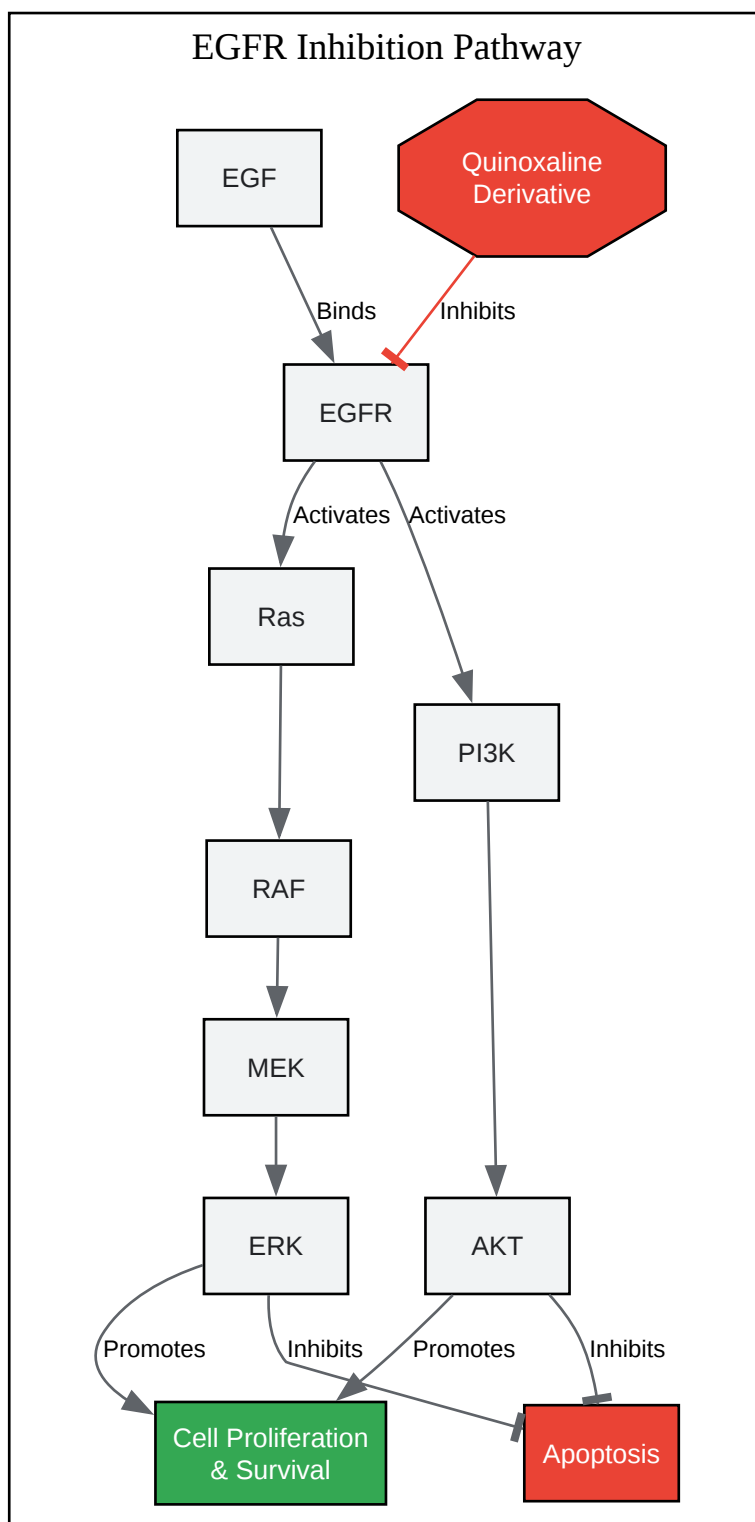 EGFR Inhibition Pathway
EGF
Quinoxaline
Derivative
Binds
Inhibits
EGFR
Activates
Activates
Ras
PI3K
RAF
MEK
ERK
AKT
Promotes
Inhibits
Promotes
Inhibits
Cell Proliferation
& Survival
Apoptosis